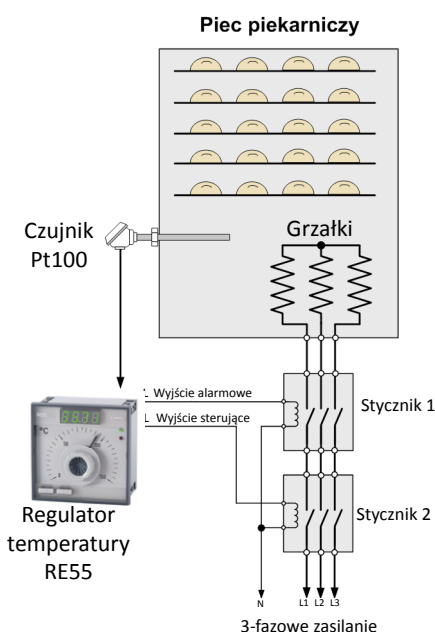 Piec piekarniczy
Czujnik
Pt100
Grzałki
L Wyjście alarmowe
L Wyjście sterujące
Stycznik 1
°C
Regulator
temperatury
RE55
Stycznik 2
N L1 L2 L3
3-fazowe zasilanie